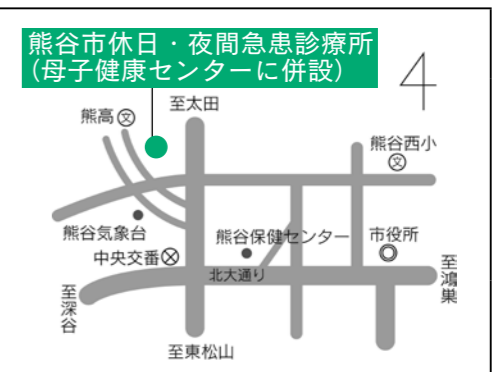 熊谷市休日・夜間急患診療所
（母子健康センターに併設）
至太田
熊高文
熊谷西小
文
熊谷気象台
熊谷保健センター
市役所
中央交番
北大通り
至鴻巣
至深谷
至東松山